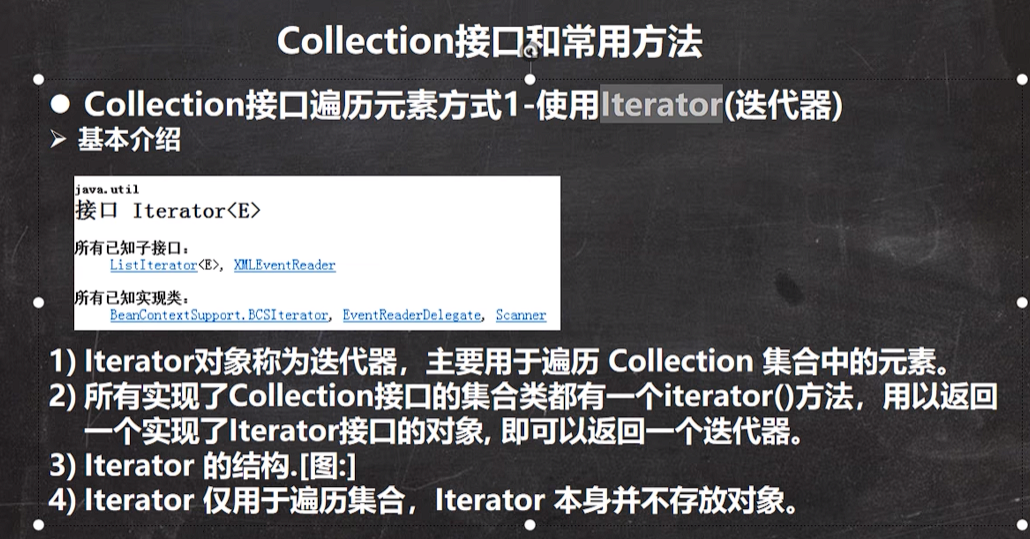 Collection接口和常用方法
● Collection接口遍历元素方式1-使用Iterator(迭代器)
➢ 基本介绍
java.util
接口 Iterator<E>
所有已知子接口：
ListIterator<E>, XMLEventReader
所有已知实现类：
BeanContextSupport.BCSIterator, EventReaderDelegate, Scanner
1) Iterator对象称为迭代器，主要用于遍历 Collection 集合中的元素。
2) 所有实现了Collection接口的集合类都有一个iterator()方法，用以返回
一个实现了Iterator接口的对象, 即可以返回一个迭代器。
3) Iterator 的结构.[图:]
4) Iterator 仅用于遍历集合，Iterator 本身并不存放对象。